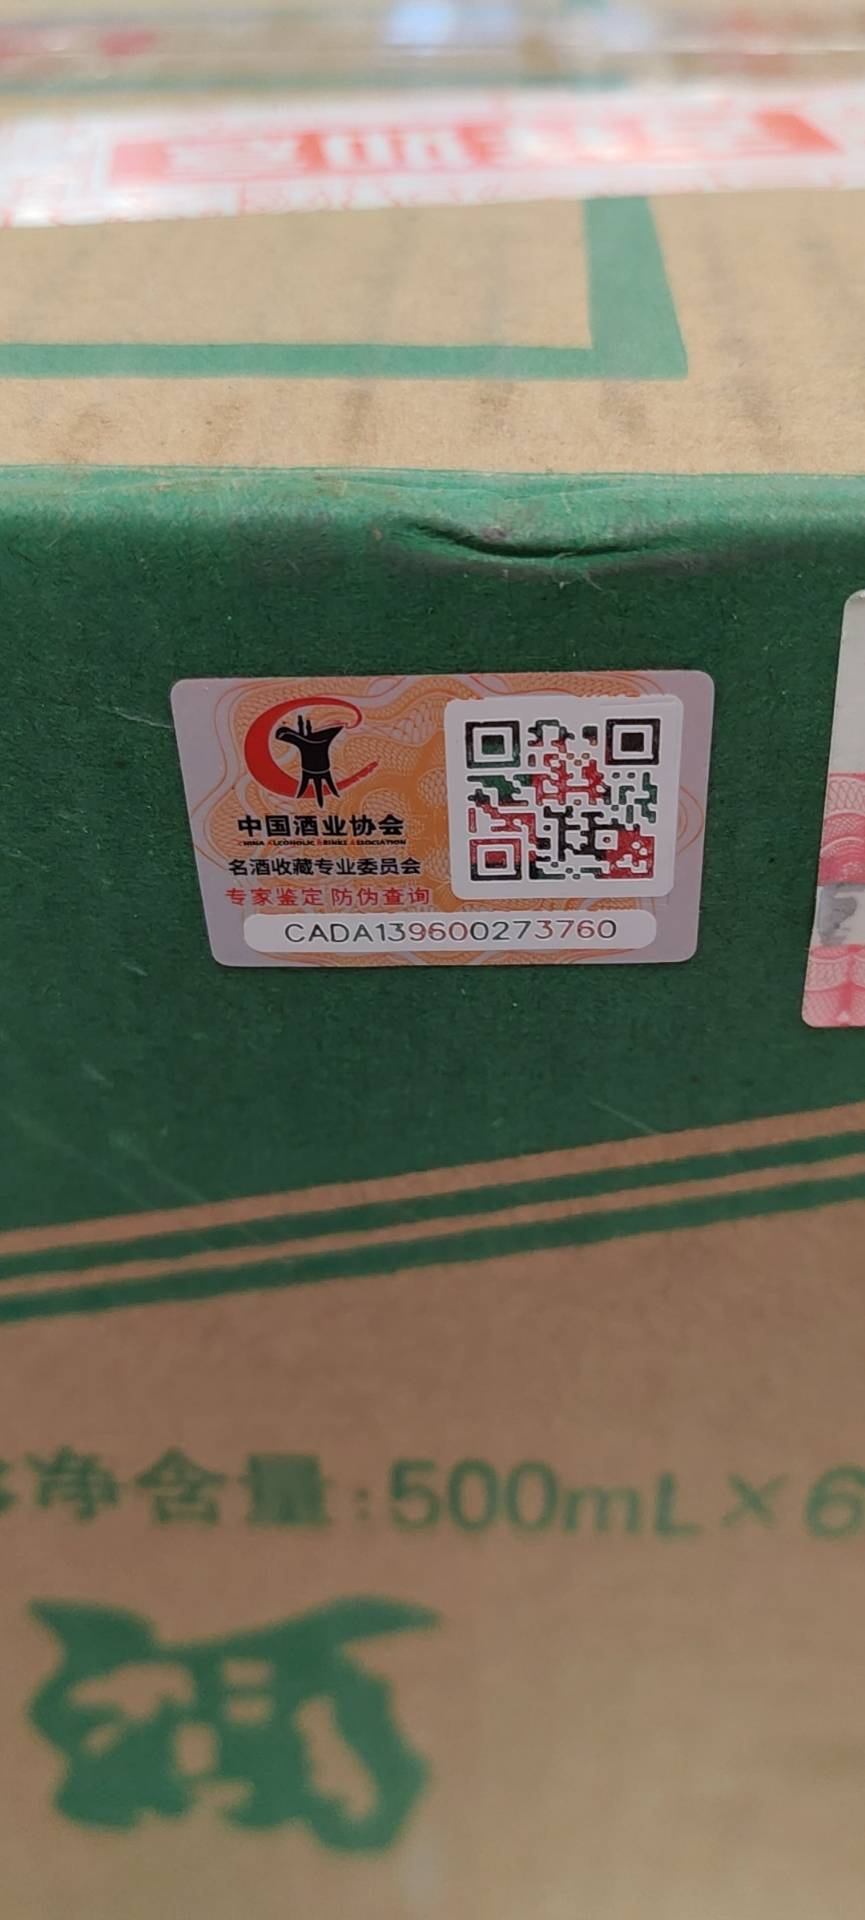 中国酒业协会
CHINA ALCOHOLIC DRINKS ASSOCIATION
名酒收藏专业委员会
专家鉴定 防伪查询
CADA139600273760
净含量:500mL×6